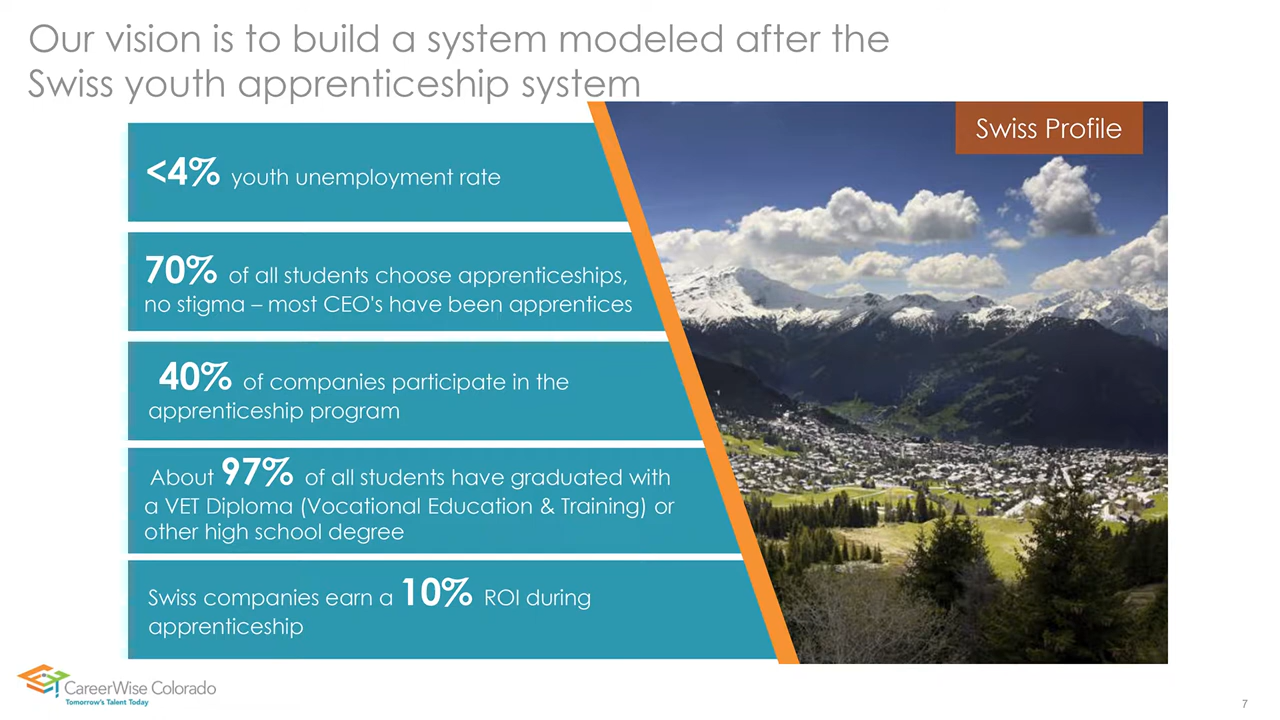 Our vision is to build a system modeled after the
Swiss youth apprenticeship system
Swiss Profile
<4% youth unemployment rate
70% of all students choose apprenticeships,
no stigma – most CEO's have been apprentices
40% of companies participate in the
apprenticeship program
About 97% of all students have graduated with
a VET Diploma (Vocational Education & Training) or
other high school degree
Swiss companies earn a 10% ROI during
apprenticeship
CareerWise Colorado
Tomorrow's Talent Today
7